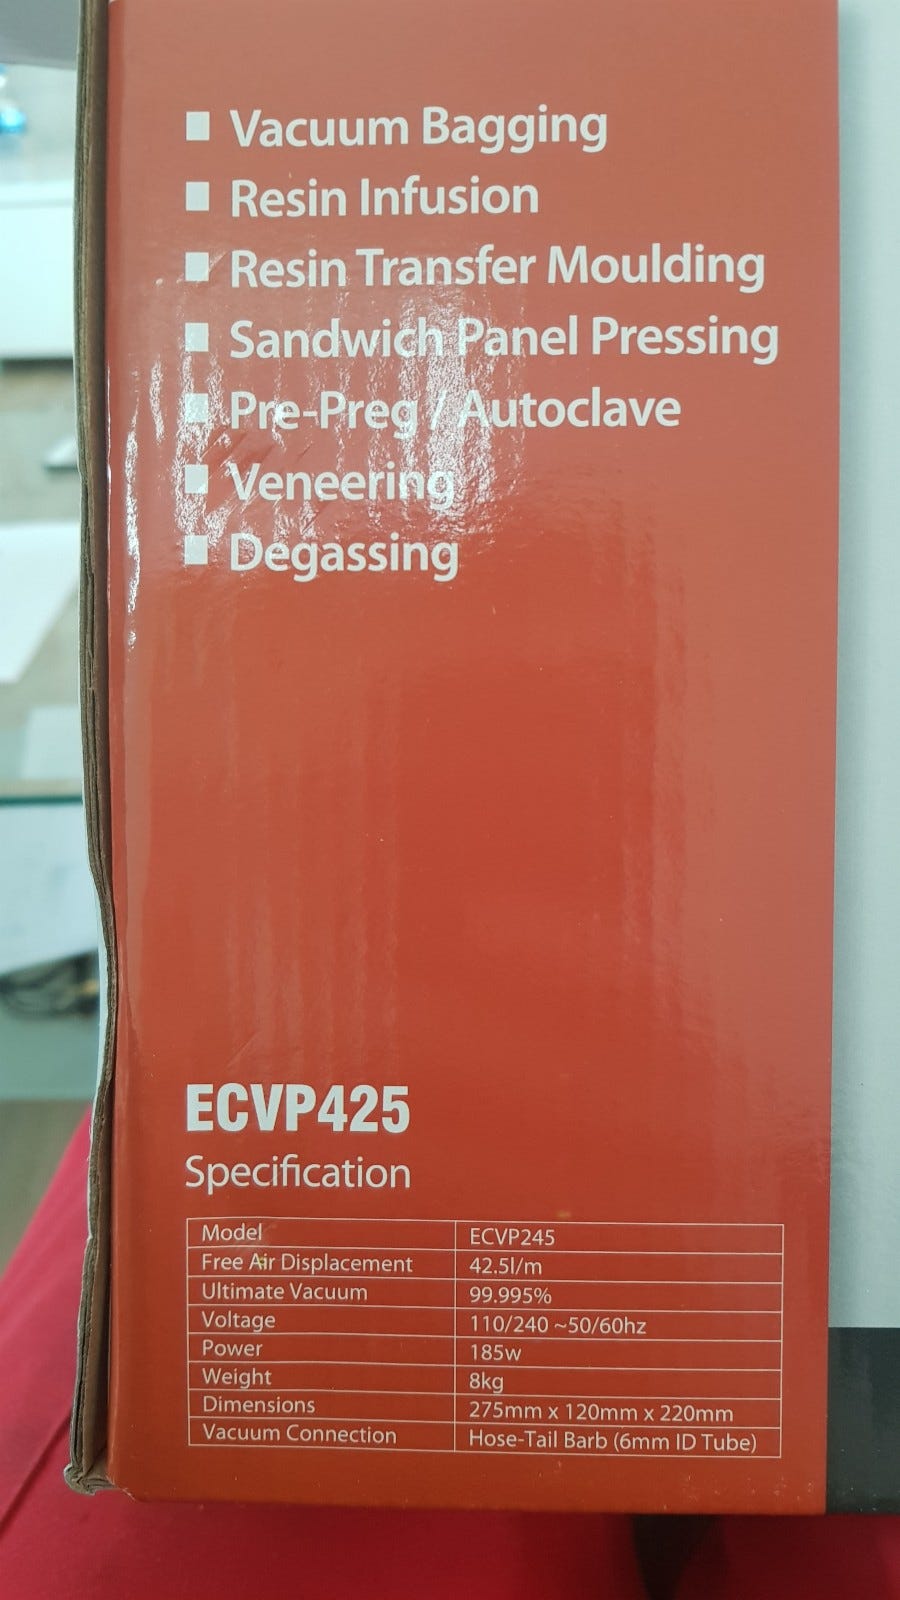 Vacuum Bagging
Resin Infusion
Resin Transfer Moulding
Sandwich Panel Pressing
Pre-Preg / Autoclave
Veneering
Degassing
ECVP425
Specification
Model ECVP245
Free Air Displacement 42.5l/m
Ultimate Vacuum 99.995%
Voltage 110/240 ~50/60hz
Power 185w
Weight 8kg
Dimensions 275mm x 120mm x 220mm
Vacuum Connection Hose-Tail Barb (6mm ID Tube)